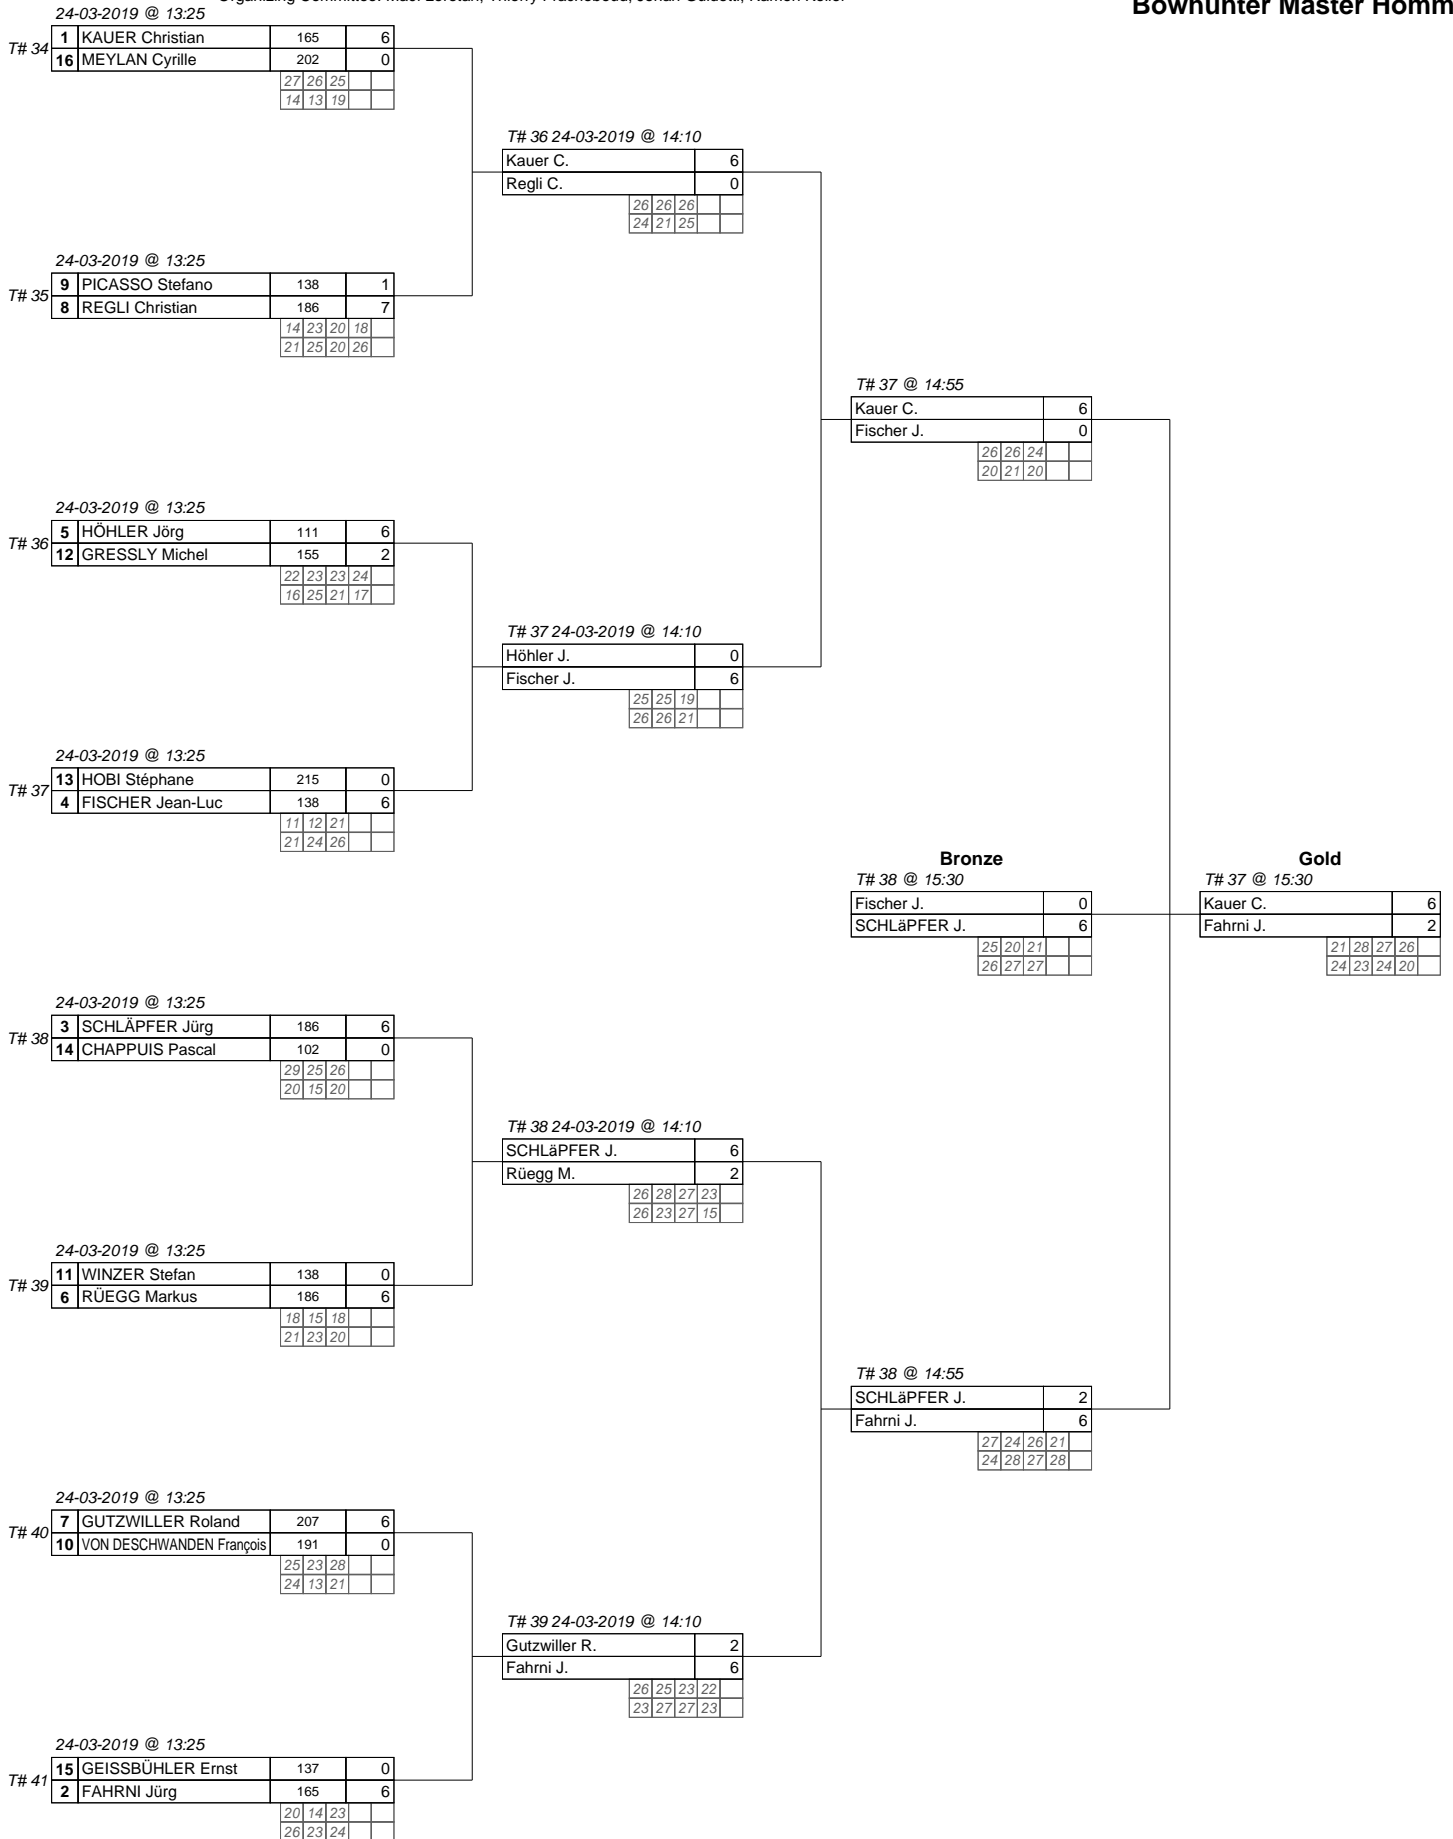 24-03-2019 @ 13:25
Bowhunter Master Homm
T# 34
1 KAUER Christian 165 6
16 MEYLAN Cyrille 202 0
27 26 25
14 13 19
T# 36 24-03-2019 @ 14:10
Kauer C. 6
Regli C. 0
26 26 26
24 21 25
24-03-2019 @ 13:25
T# 35
9 PICASSO Stefano 138 1
8 REGLI Christian 186 7
14 23 20 18
21 25 20 26
T# 37 @ 14:55
Kauer C. 6
Fischer J. 0
26 26 24
20 21 20
24-03-2019 @ 13:25
T# 36
5 HÖHLER Jörg 111 6
12 GRESSLY Michel 155 2
22 23 23 24
16 25 21 17
T# 37 24-03-2019 @ 14:10
Höhler J. 0
Fischer J. 6
25 25 19
26 26 21
24-03-2019 @ 13:25
T# 37
13 HOBI Stéphane 215 0
4 FISCHER Jean-Luc 138 6
11 12 21
21 24 26
Bronze
T# 38 @ 15:30
Fischer J. 0
SCHLäPFER J. 6
25 20 21
26 27 27
Gold
T# 37 @ 15:30
Kauer C. 6
Fahrni J. 2
21 28 27 26
24 23 24 20
24-03-2019 @ 13:25
T# 38
3 SCHLÄPFER Jürg 186 6
14 CHAPPUIS Pascal 102 0
29 25 26
20 15 20
T# 38 24-03-2019 @ 14:10
SCHLäPFER J. 6
Rüegg M. 2
26 28 27 23
26 23 27 15
24-03-2019 @ 13:25
T# 39
11 WINZER Stefan 138 0
6 RÜEGG Markus 186 6
18 15 18
21 23 20
T# 38 @ 14:55
SCHLäPFER J. 2
Fahrni J. 6
27 24 26 21
24 28 27 28
24-03-2019 @ 13:25
T# 40
7 GUTZWILLER Roland 207 6
10 VON DESCHWANDEN François 191 0
25 23 28
24 13 21
T# 39 24-03-2019 @ 14:10
Gutzwiller R. 2
Fahrni J. 6
26 25 23 22
23 27 27 23
24-03-2019 @ 13:25
T# 41
15 GEISSBÜHLER Ernst 137 0
2 FAHRNI Jürg 165 6
20 14 23
26 23 24